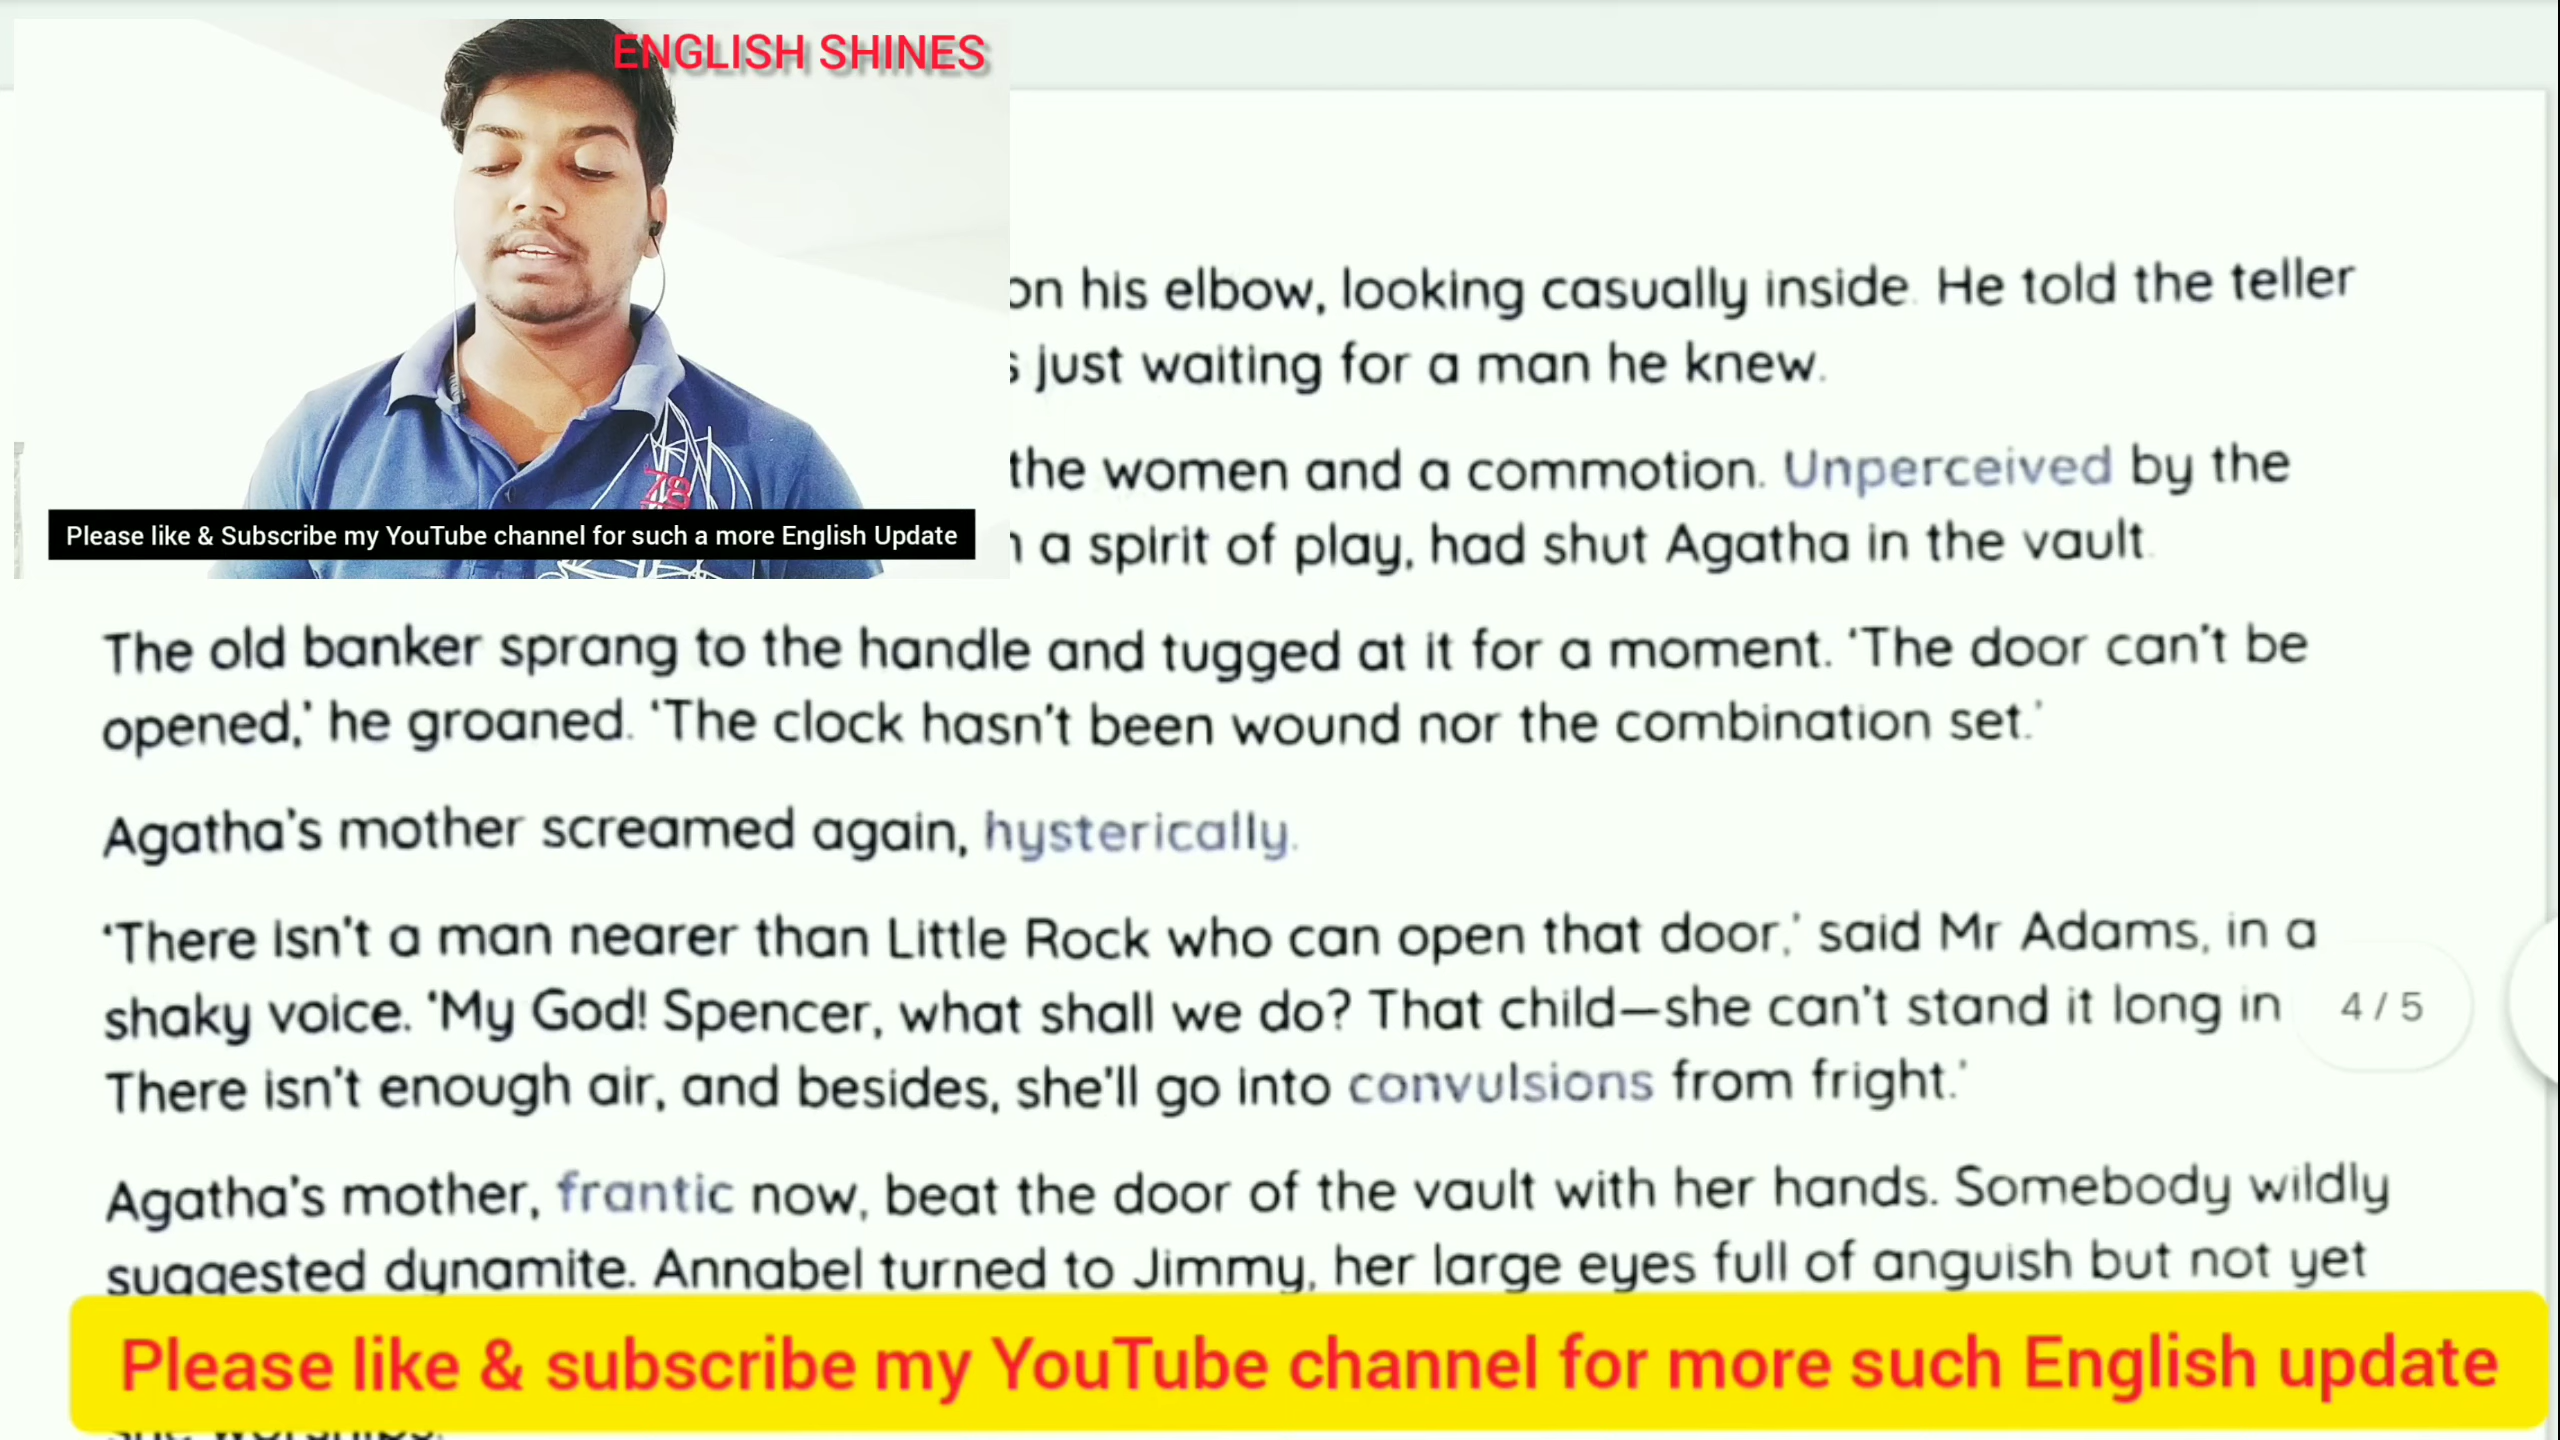 ENGLISH SHINES
on his elbow, looking casually inside. He told the teller
just waiting for a man he knew.
the women and a commotion. Unperceived by the
a spirit of play, had shut Agatha in the vault.
78
Please like & Subscribe my YouTube channel for such a more English Update
The old banker sprang to the handle and tugged at it for a moment. ‘The door can’t be
opened,’ he groaned. ‘The clock hasn’t been wound nor the combination set.’
Agatha’s mother screamed again, hysterically.
‘There isn’t a man nearer than Little Rock who can open that door,’ said Mr Adams, in a
shaky voice. ‘My God! Spencer, what shall we do? That child—she can’t stand it long in
There isn’t enough air, and besides, she’ll go into convulsions from fright.’
4 / 5
Agatha’s mother, frantic now, beat the door of the vault with her hands. Somebody wildly
suggested dynamite. Annabel turned to Jimmy, her large eyes full of anguish but not yet
Please like & subscribe my YouTube channel for more such English update